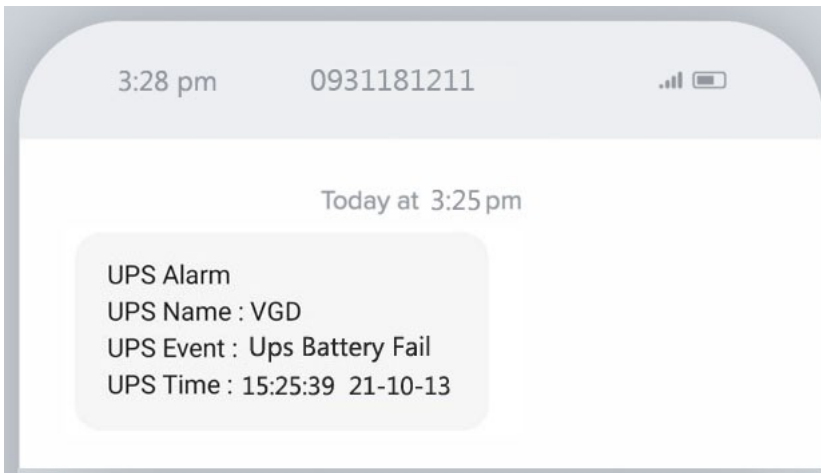 3:28 pm 0931181211
Today at 3:25 pm
UPS Alarm
UPS Name : VGD
UPS Event : Ups Battery Fail
UPS Time : 15:25:39 21-10-13